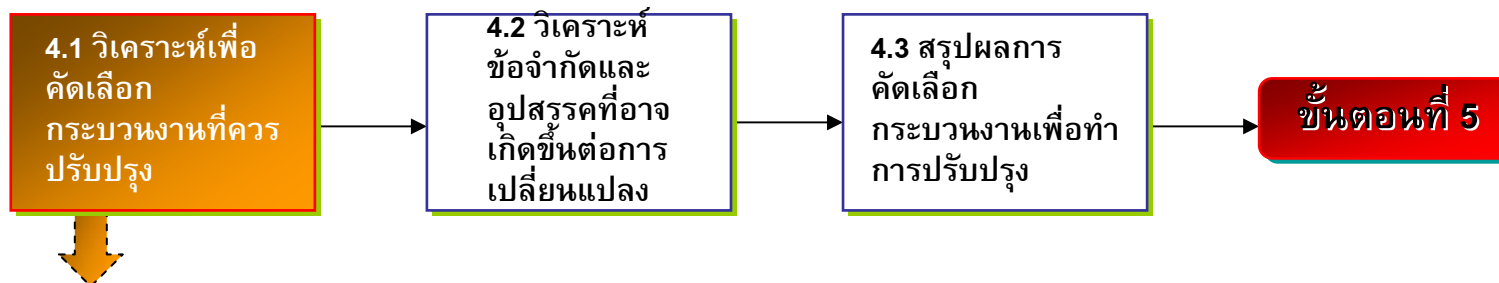 4.1 วิเคราะห์เพื่อ
คัดเลือก
กระบวนงานที่ควร
ปรับปรุง
4.2 วิเคราะห์
ข้อจำกัดและ
อุปสรรคที่อาจ
เกิดขึ้นต่อการ
เปลี่ยนแปลง
4.3 สรุปผลการ
คัดเลือก
กระบวนงานเพื่อทำ
การปรับปรุง
ขั้นตอนที่ 5